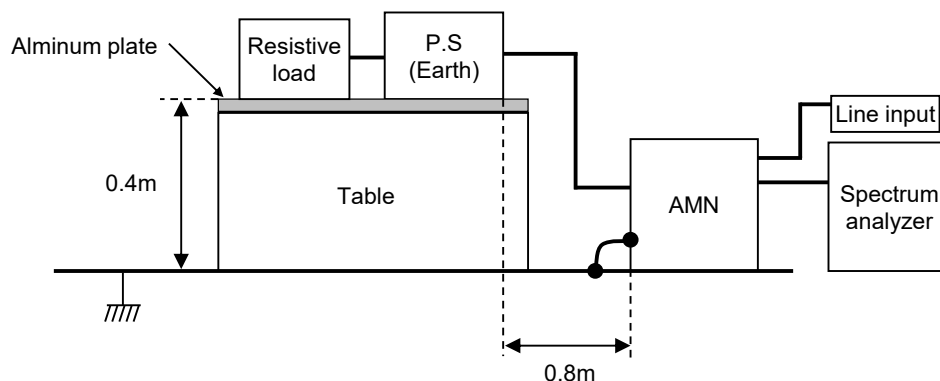 Alminum plate
Resistive
load
P.S
(Earth)
Line input
0.4m
Table
AMN
Spectrum
analyzer
0.8m